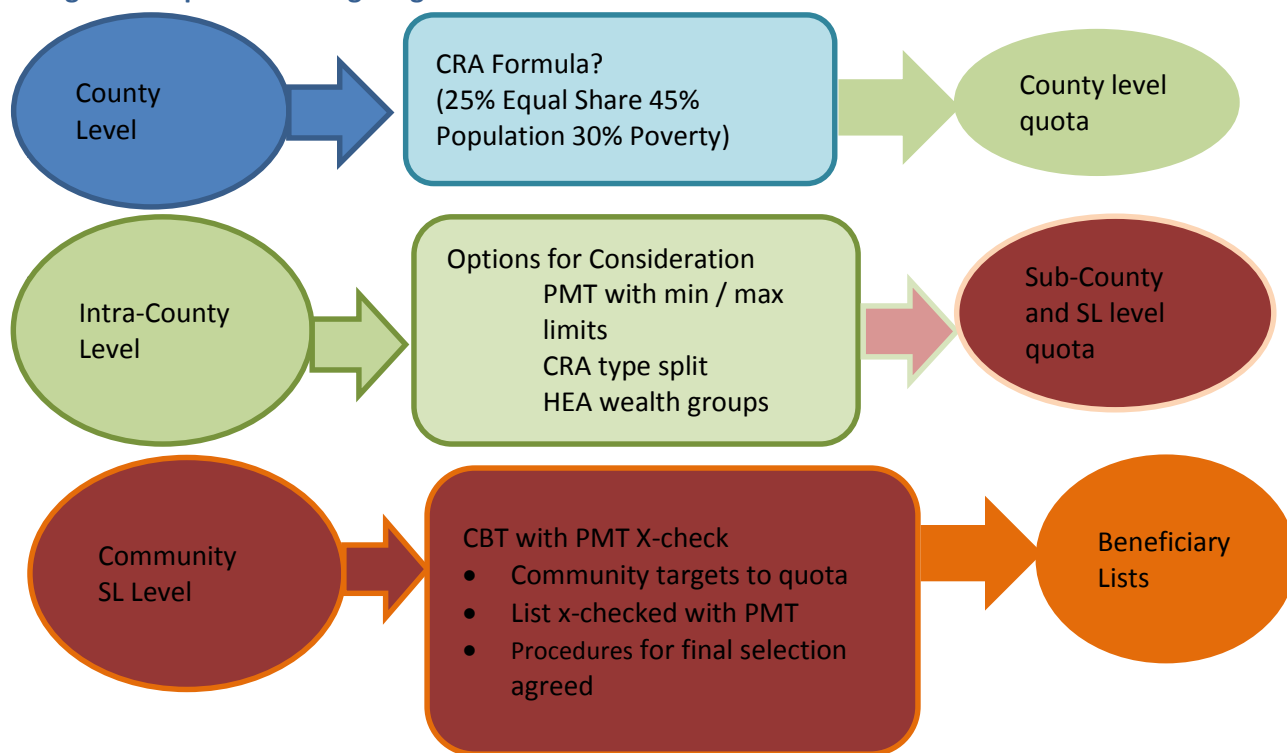 County
Level
CRA Formula?
(25% Equal Share 45%
Population 30% Poverty)
County level
quota
Intra-County
Level
Options for Consideration
PMT with min / max
limits
CRA type split
HEA wealth groups
Sub-County
and SL level
quota
Community
SL Level
CBT with PMT X-check
• Community targets to quota
• List x-checked with PMT
• Procedures for final selection
agreed
Beneficiary
Lists